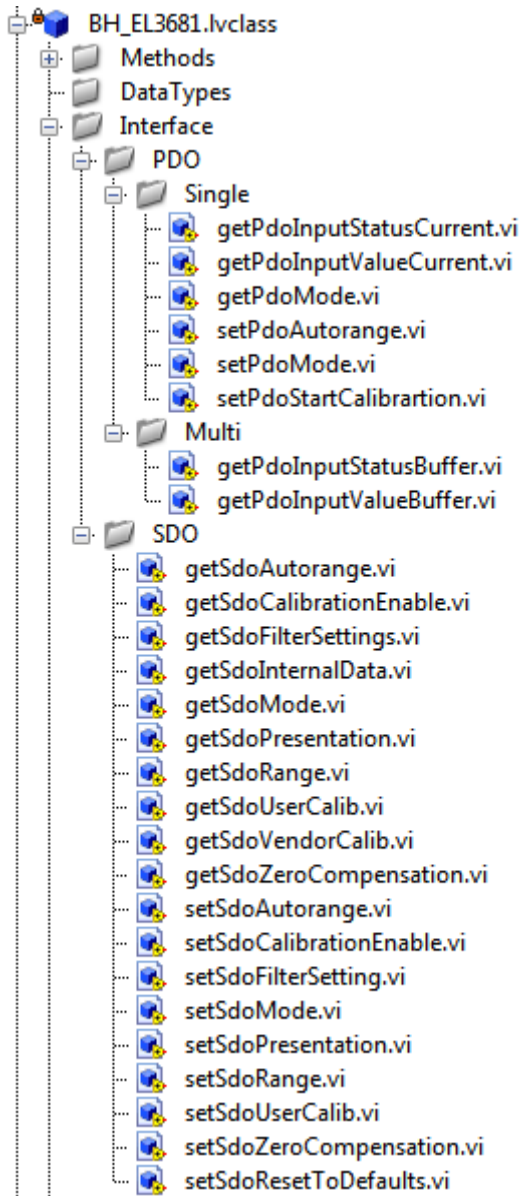 BH_EL3681.lvclass
Methods
DataTypes
Interface
PDO
Single
getPdoInputStatusCurrent.vi
getPdoInputValueCurrent.vi
getPdoMode.vi
setPdoAutorange.vi
setPdoMode.vi
setPdoStartCalibrartion.vi
Multi
getPdoInputStatusBuffer.vi
getPdoInputValueBuffer.vi
SDO
getSdoAutorange.vi
getSdoCalibrationEnable.vi
getSdoFilterSettings.vi
getSdoInternalData.vi
getSdoMode.vi
getSdoPresentation.vi
getSdoRange.vi
getSdoUserCalib.vi
getSdoVendorCalib.vi
getSdoZeroCompensation.vi
setSdoAutorange.vi
setSdoCalibrationEnable.vi
setSdoFilterSetting.vi
setSdoMode.vi
setSdoPresentation.vi
setSdoRange.vi
setSdoUserCalib.vi
setSdoZeroCompensation.vi
setSdoResetToDefaults.vi